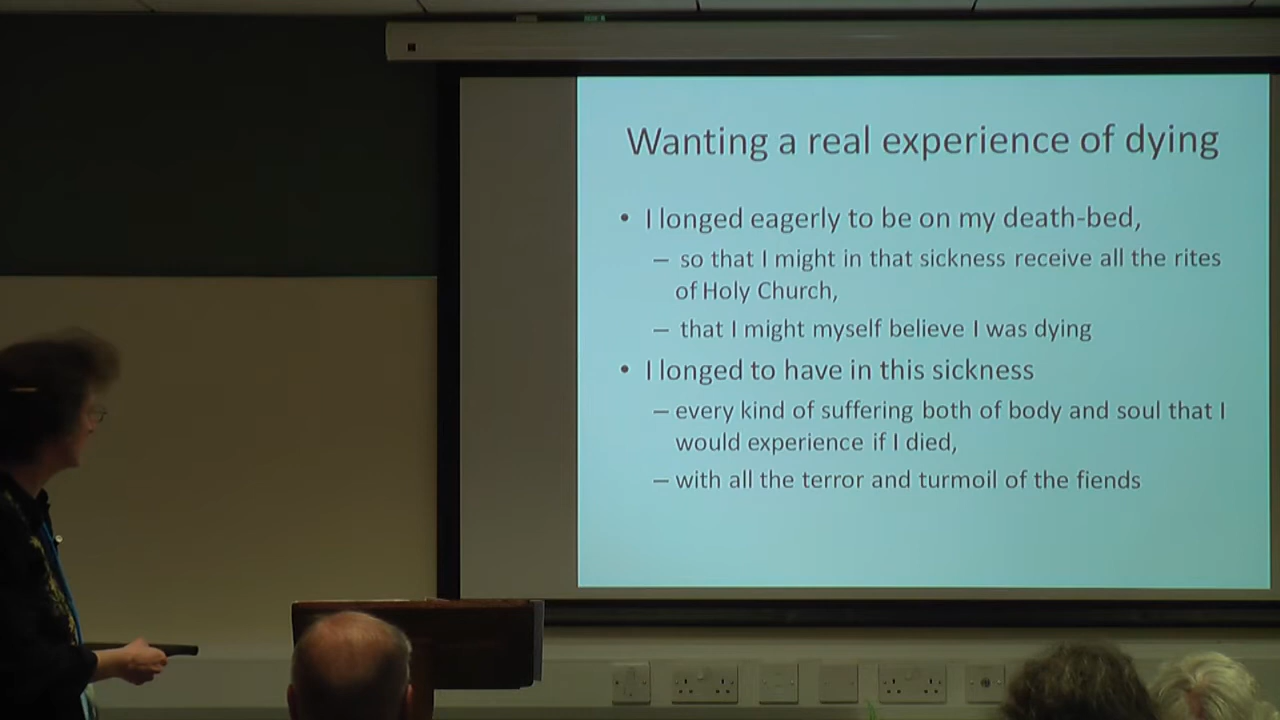 Wanting a real experience of dying
• I longed eagerly to be on my death-bed,
– so that I might in that sickness receive all the rites
of Holy Church,
– that I might myself believe I was dying
• I longed to have in this sickness
– every kind of suffering both of body and soul that I
would experience if I died,
– with all the terror and turmoil of the fiends